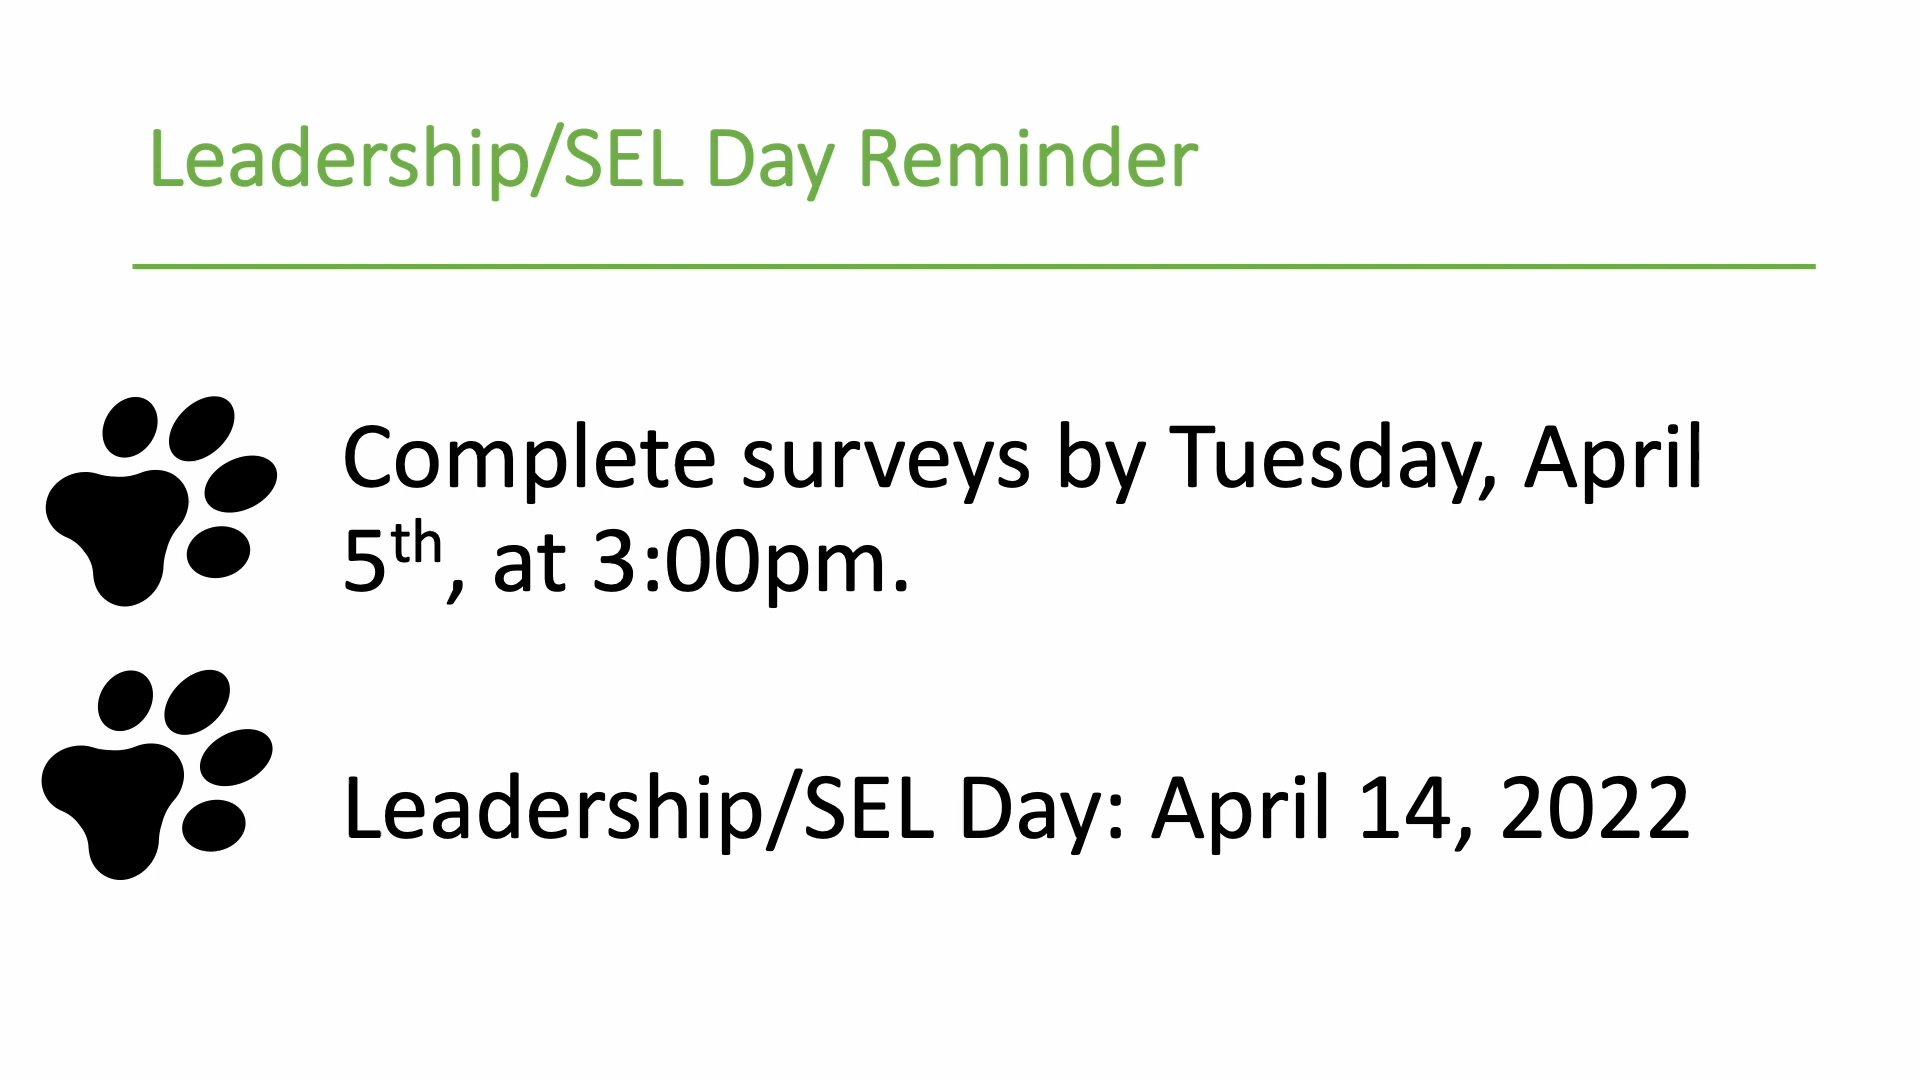 Leadership/SEL Day Reminder
Complete surveys by Tuesday, April
5th, at 3:00pm.
Leadership/SEL Day: April 14, 2022